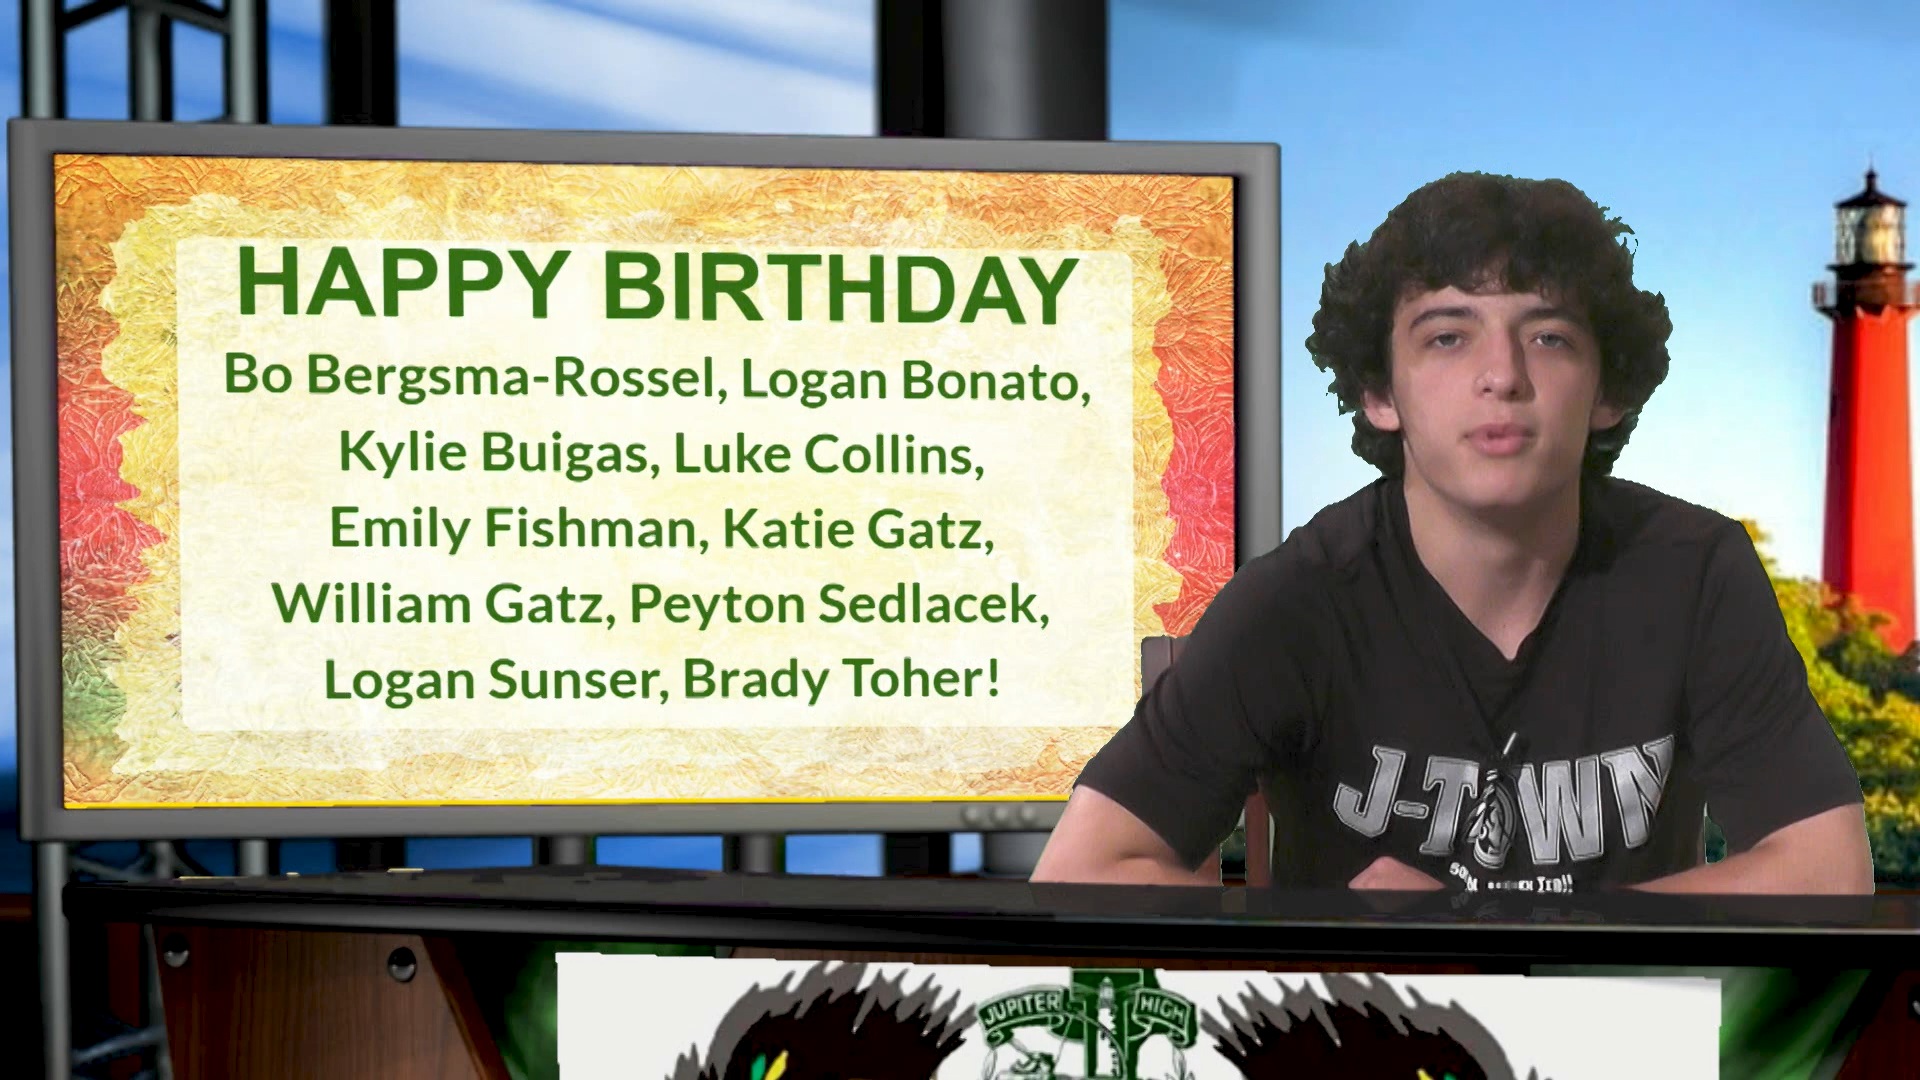 HAPPY BIRTHDAY
Bo Bergsma-Rossel, Logan Bonato,
Kylie Buigas, Luke Collins,
Emily Fishman, Katie Gatz,
William Gatz, Peyton Sedlacek,
Logan Sunser, Brady Toher!
J-TOWN
JUPITER HIGH